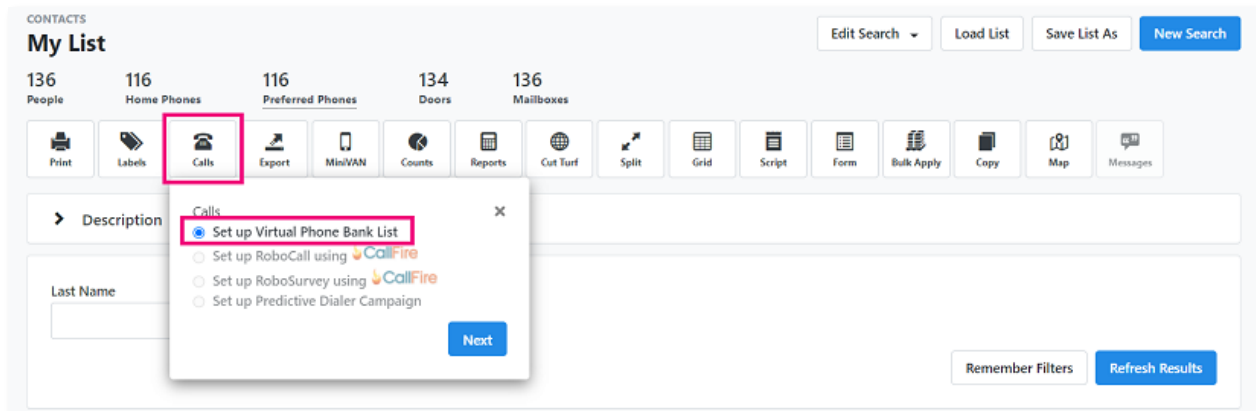 CONTACTS
My List
Edit Search
Load List
Save List As
New Search
136 116 116 134 136
People Home Phones Preferred Phones Doors Mailboxes
Print Labels Calls Export MiniVAN Counts Reports Cut Turf Split Grid Script Form Bulk Apply Copy Map Messages
Description
Calls
Set up Virtual Phone Bank List
Set up RoboCall using CallFire
Set up RoboSurvey using CallFire
Set up Predictive Dialer Campaign
Next
Last Name
Remember Filters
Refresh Results